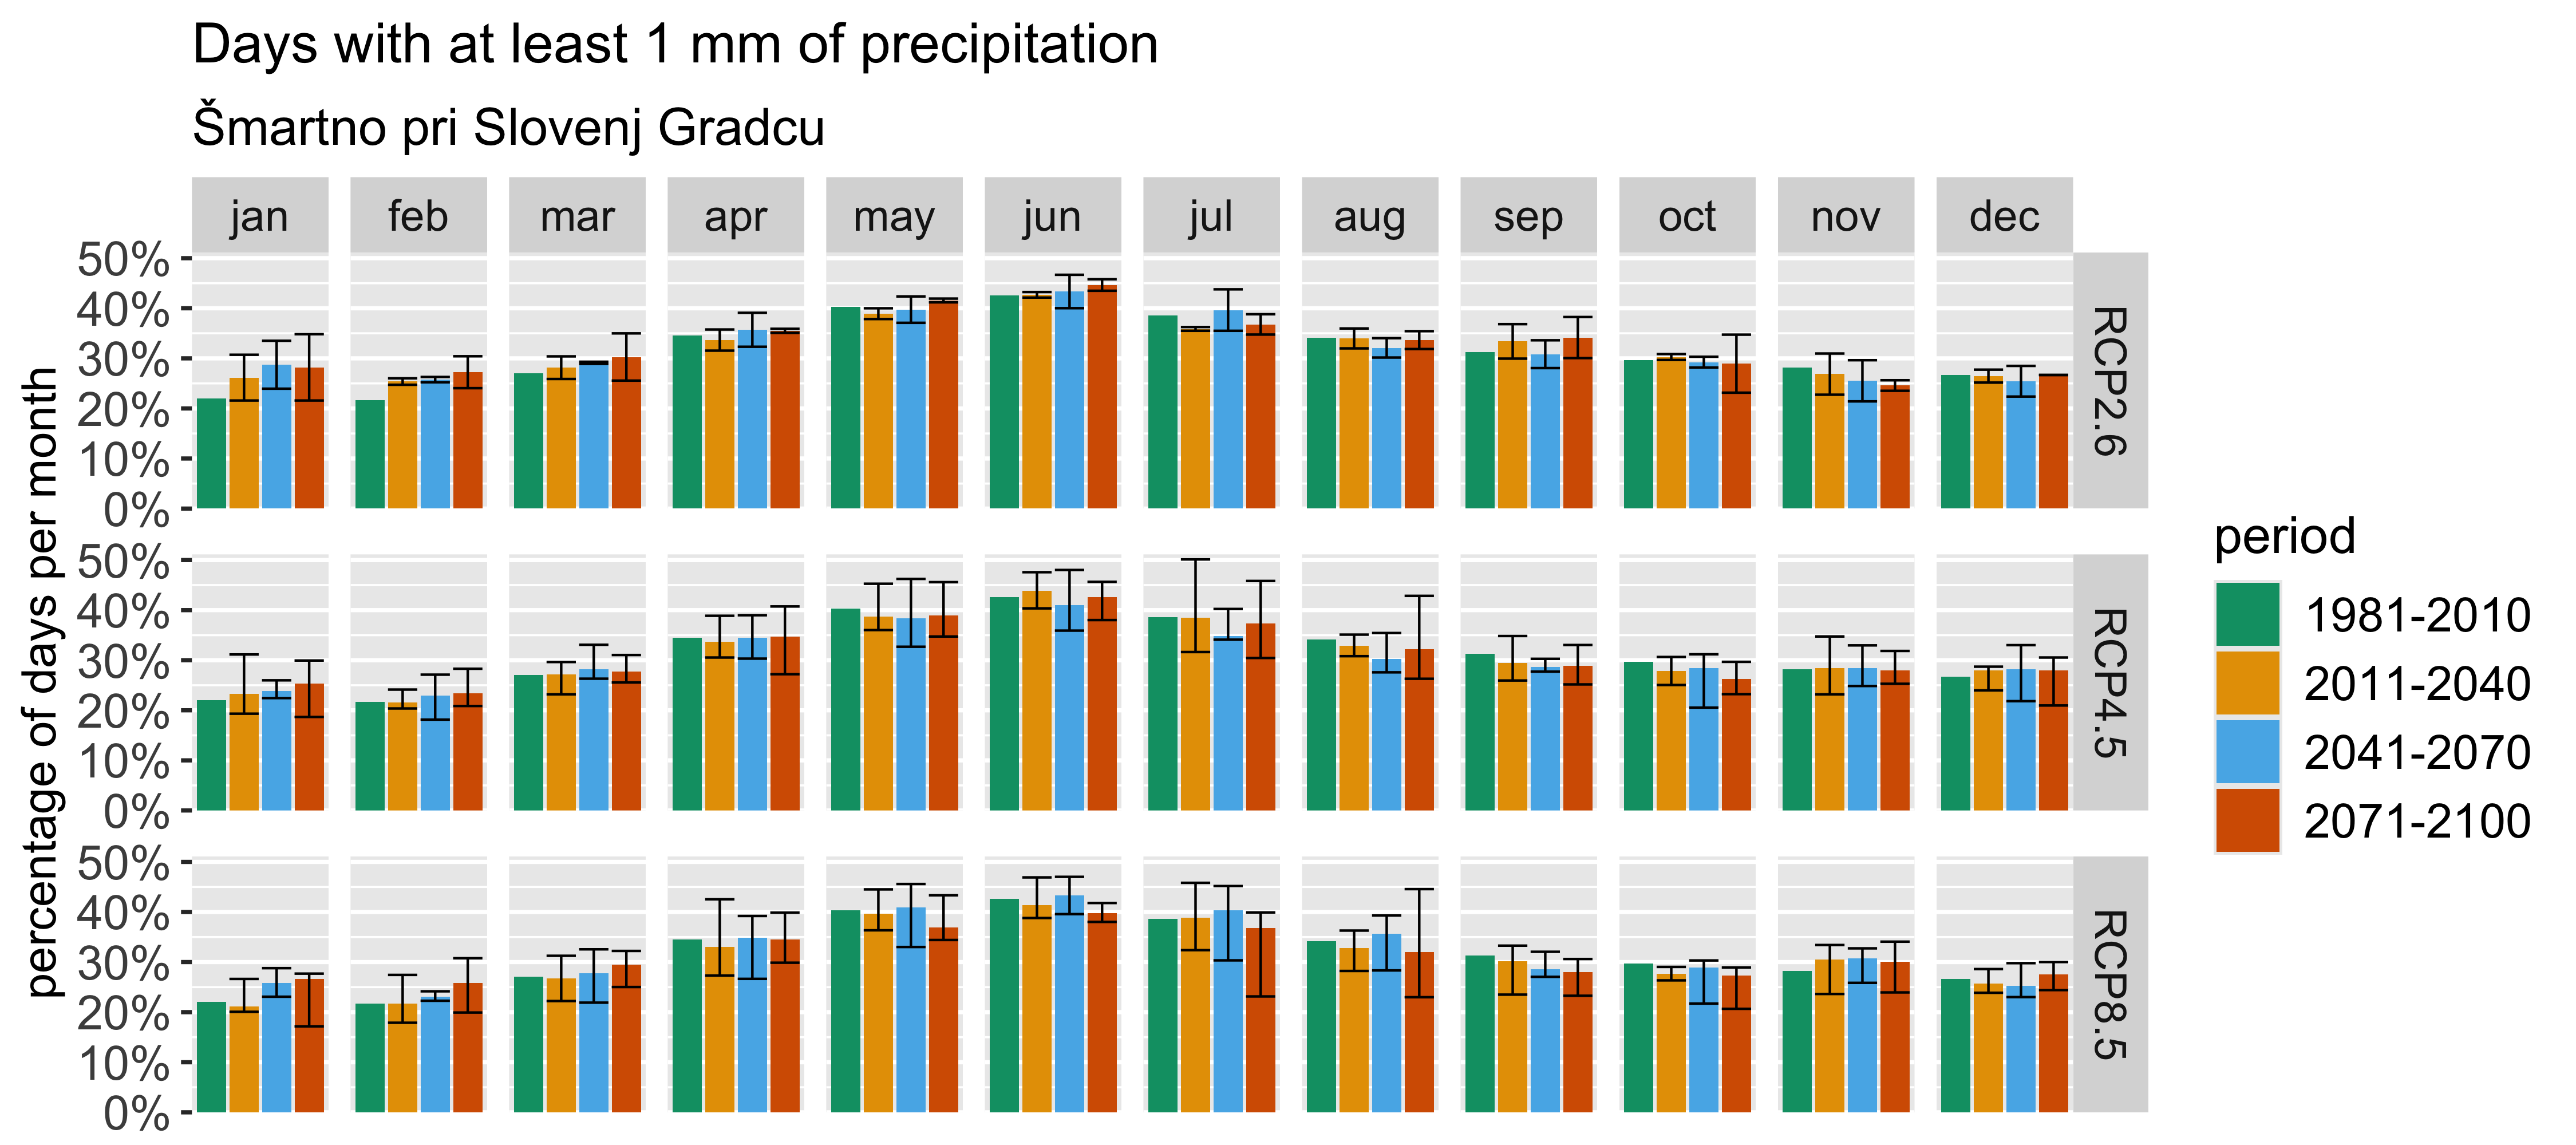 Days with at least 1 mm of precipitation
Šmartno pri Slovenj Gradcu
jan feb mar apr may jun jul aug sep oct nov dec
percentage of days per month
50%
40%
30%
20%
10%
0%
RCP2.6
50%
40%
30%
20%
10%
0%
RCP4.5
50%
40%
30%
20%
10%
0%
RCP8.5
period
1981-2010
2011-2040
2041-2070
2071-2100